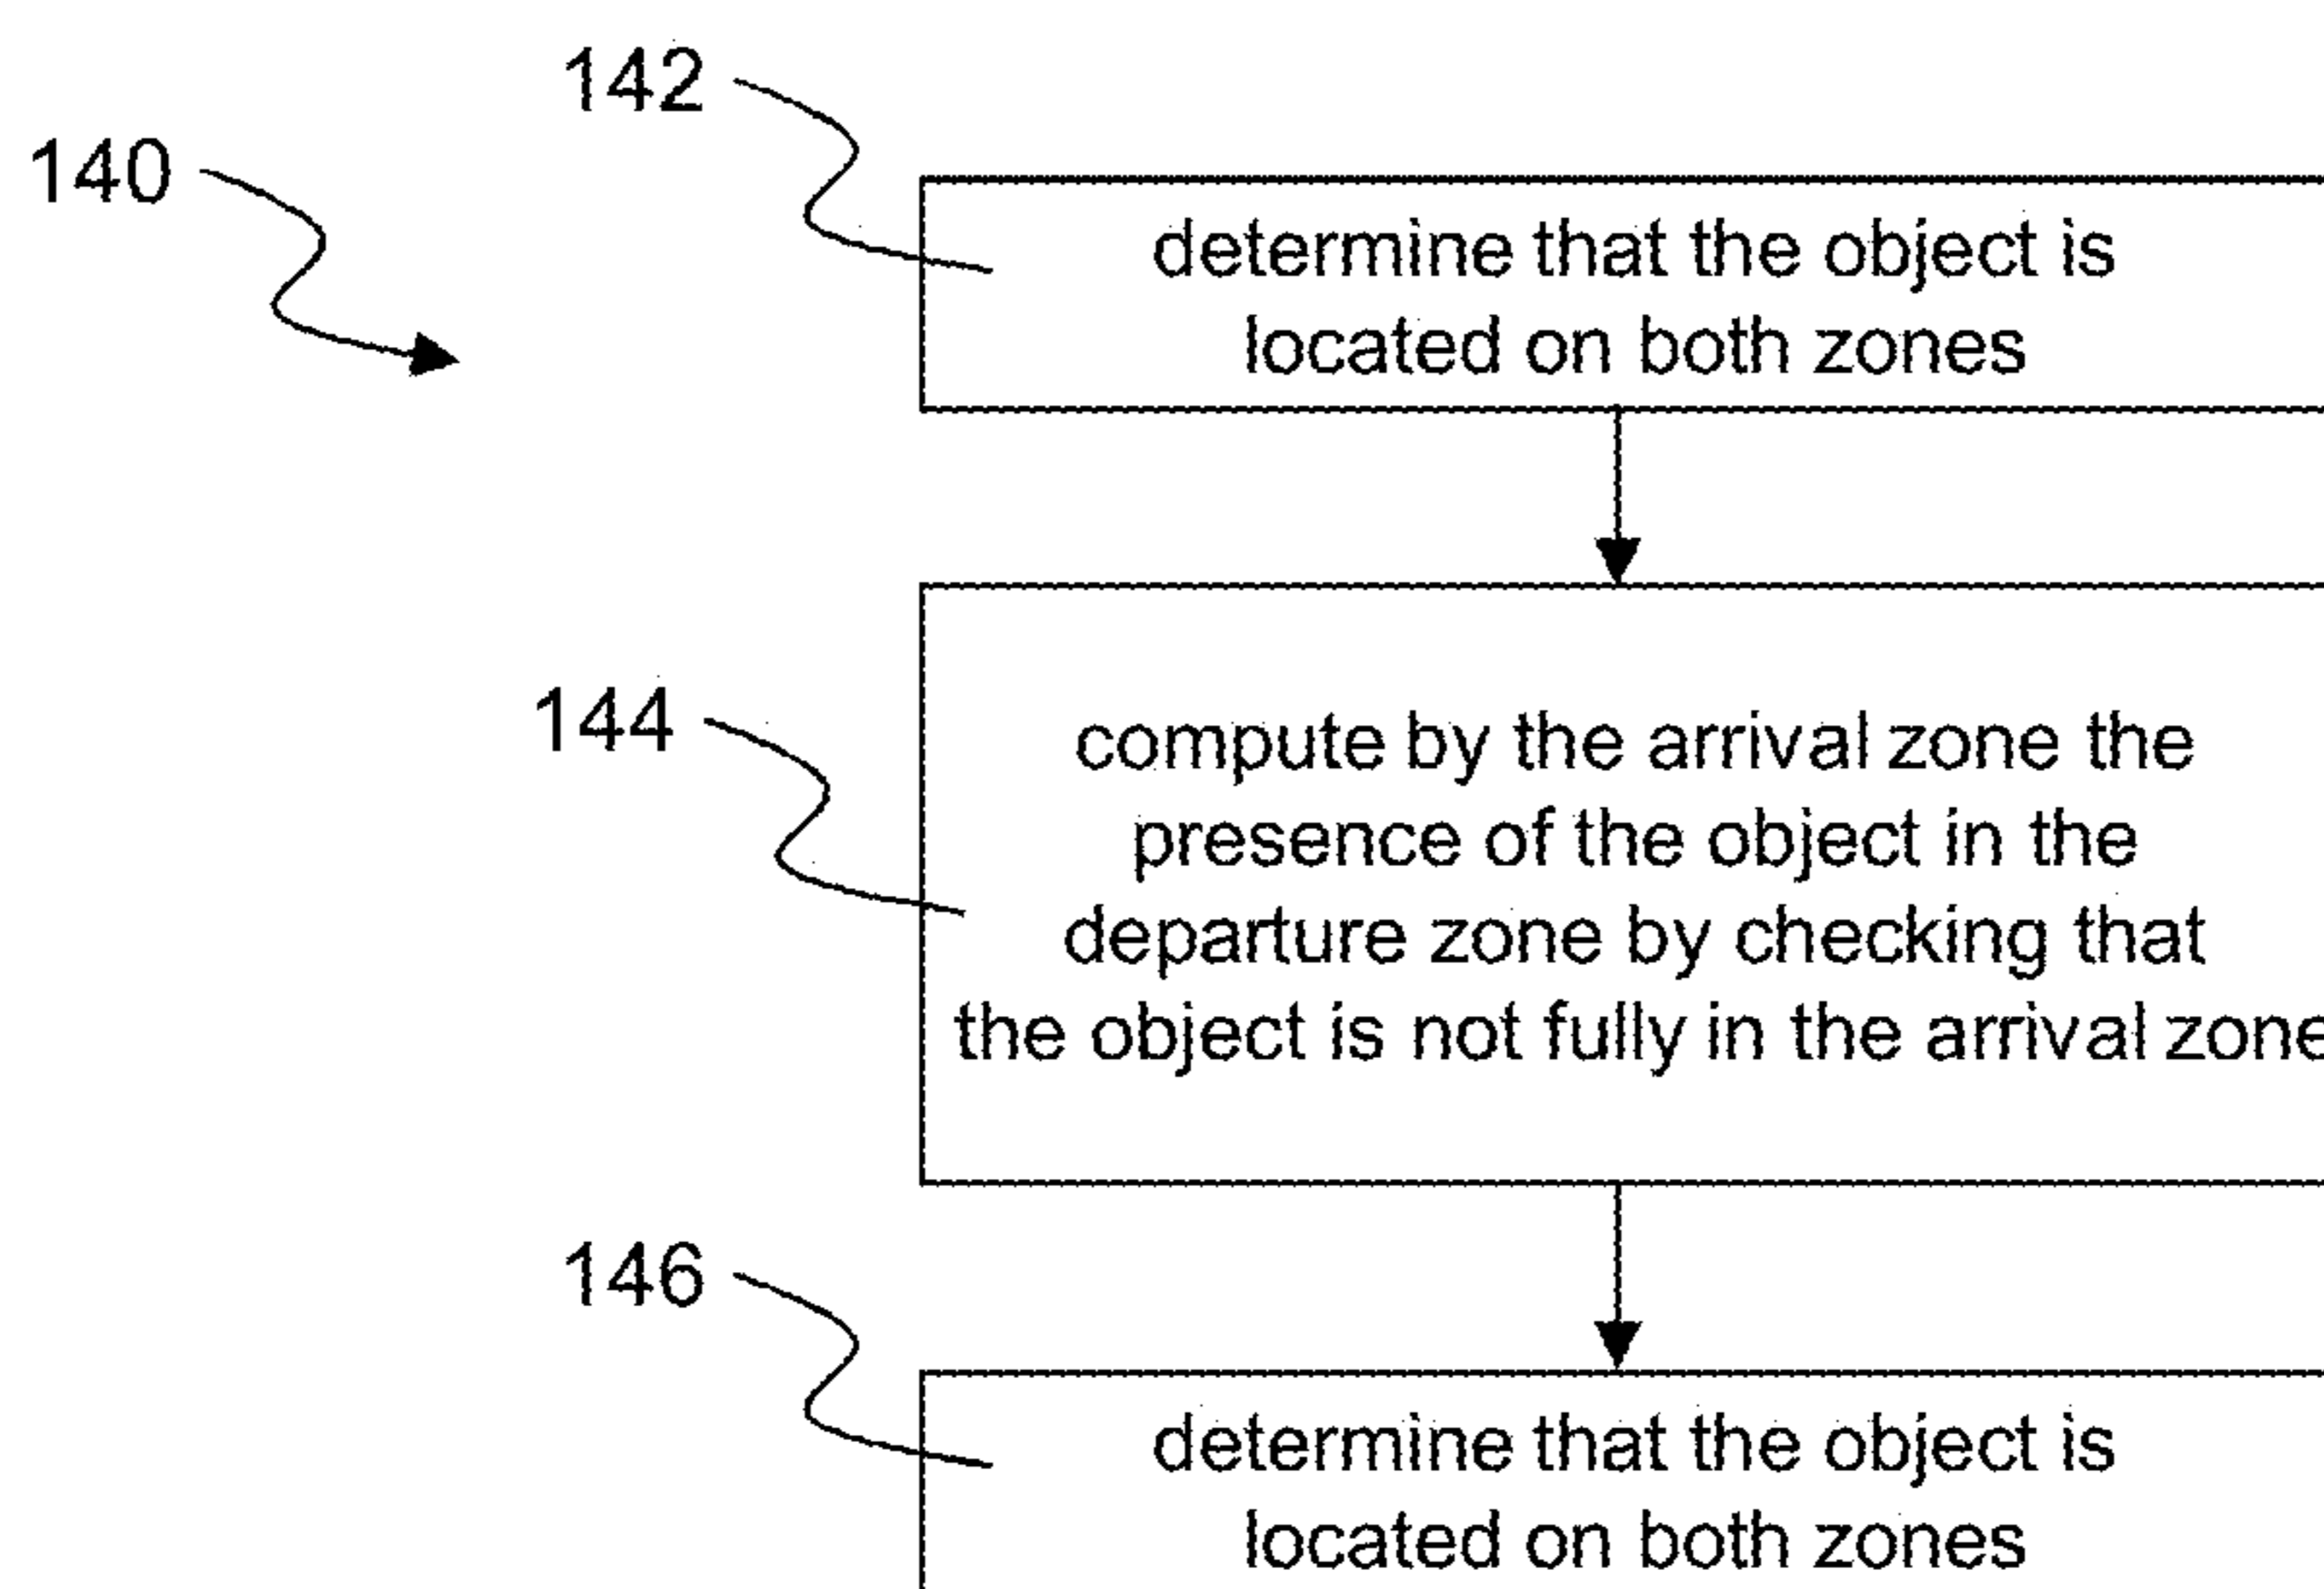 142
140
determine that the object is
located on both zones
144
compute by the arrival zone the
presence of the object in the
departure zone by checking that
the object is not fully in the arrival zone
146
determine that the object is
located on both zones